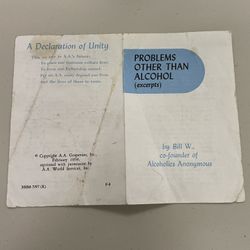 A Declaration of Unity
This we owe to A.A.'s future:
To place our common welfare first;
To keep our fellowship united.
For on A.A. unity depend our lives
and the lives of those to come.
© Copyright A.A. Grapevine, Inc.
February 1958;
reprinted with permission by
A.A. World Services, Inc.
F-8
PROBLEMS
OTHER THAN
ALCOHOL
(excerpts)
by Bill W.,
co-founder of
Alcoholics Anonymous